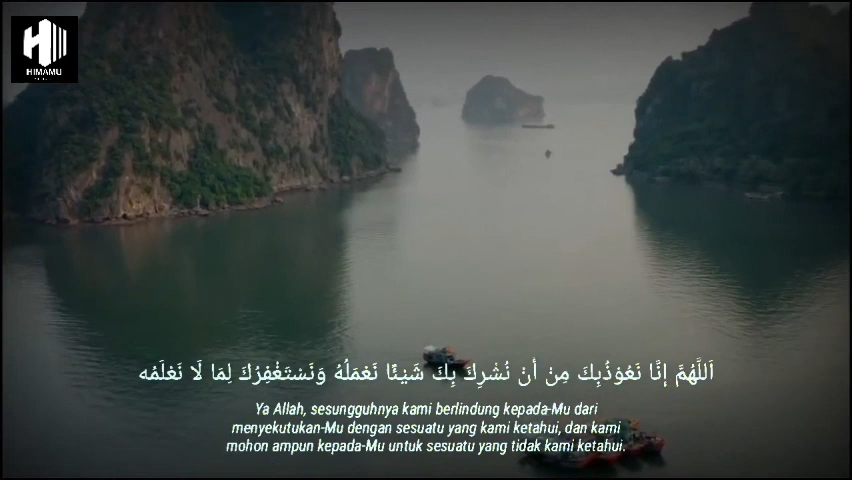 HIMAMU
اَللَّهُمَّ إِنَّا نَعُوْذُبِكَ مِنْ أَنْ نُشْرِكَ بِكَ شَيْئًا نَعْمَلُهُ وَنَسْتَغْفِرُكَ لِمَا لَا نَعْلَمُه
Ya Allah, sesungguhnya kami berlindung kepada-Mu dari
menyekutukan-Mu dengan sesuatu yang kami ketahui, dan kami
mohon ampun kepada-Mu untuk sesuatu yang tidak kami ketahui.